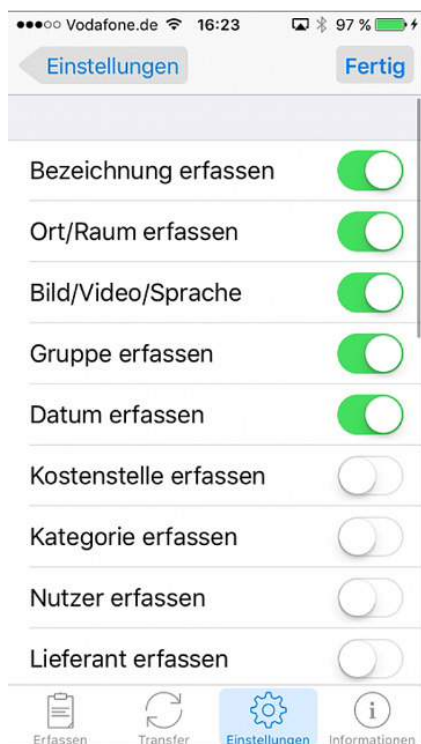 Vodafone.de 16:23 97 %
Einstellungen Fertig
Bezeichnung erfassen
Ort/Raum erfassen
Bild/Video/Sprache
Gruppe erfassen
Datum erfassen
Kostenstelle erfassen
Kategorie erfassen
Nutzer erfassen
Lieferant erfassen
Erfassen Transfer Einstellungen Informationen